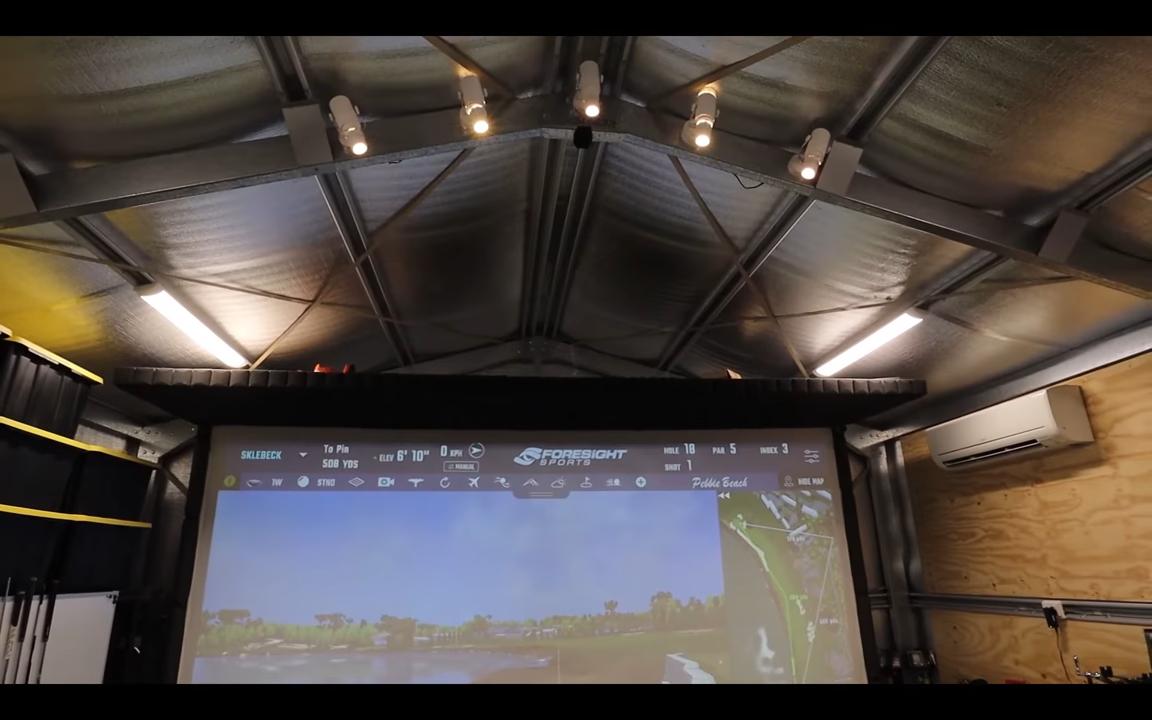 SKLEBECK
To Pin
508 YDS
ELEV 6' 10"
0 KPH
MANUAL
FORESIGHT
SPORTS
HOLE 18
PAR 5
INDEX 3
SHOT 1
1W
STND
Pebble Beach
HIDE MAP